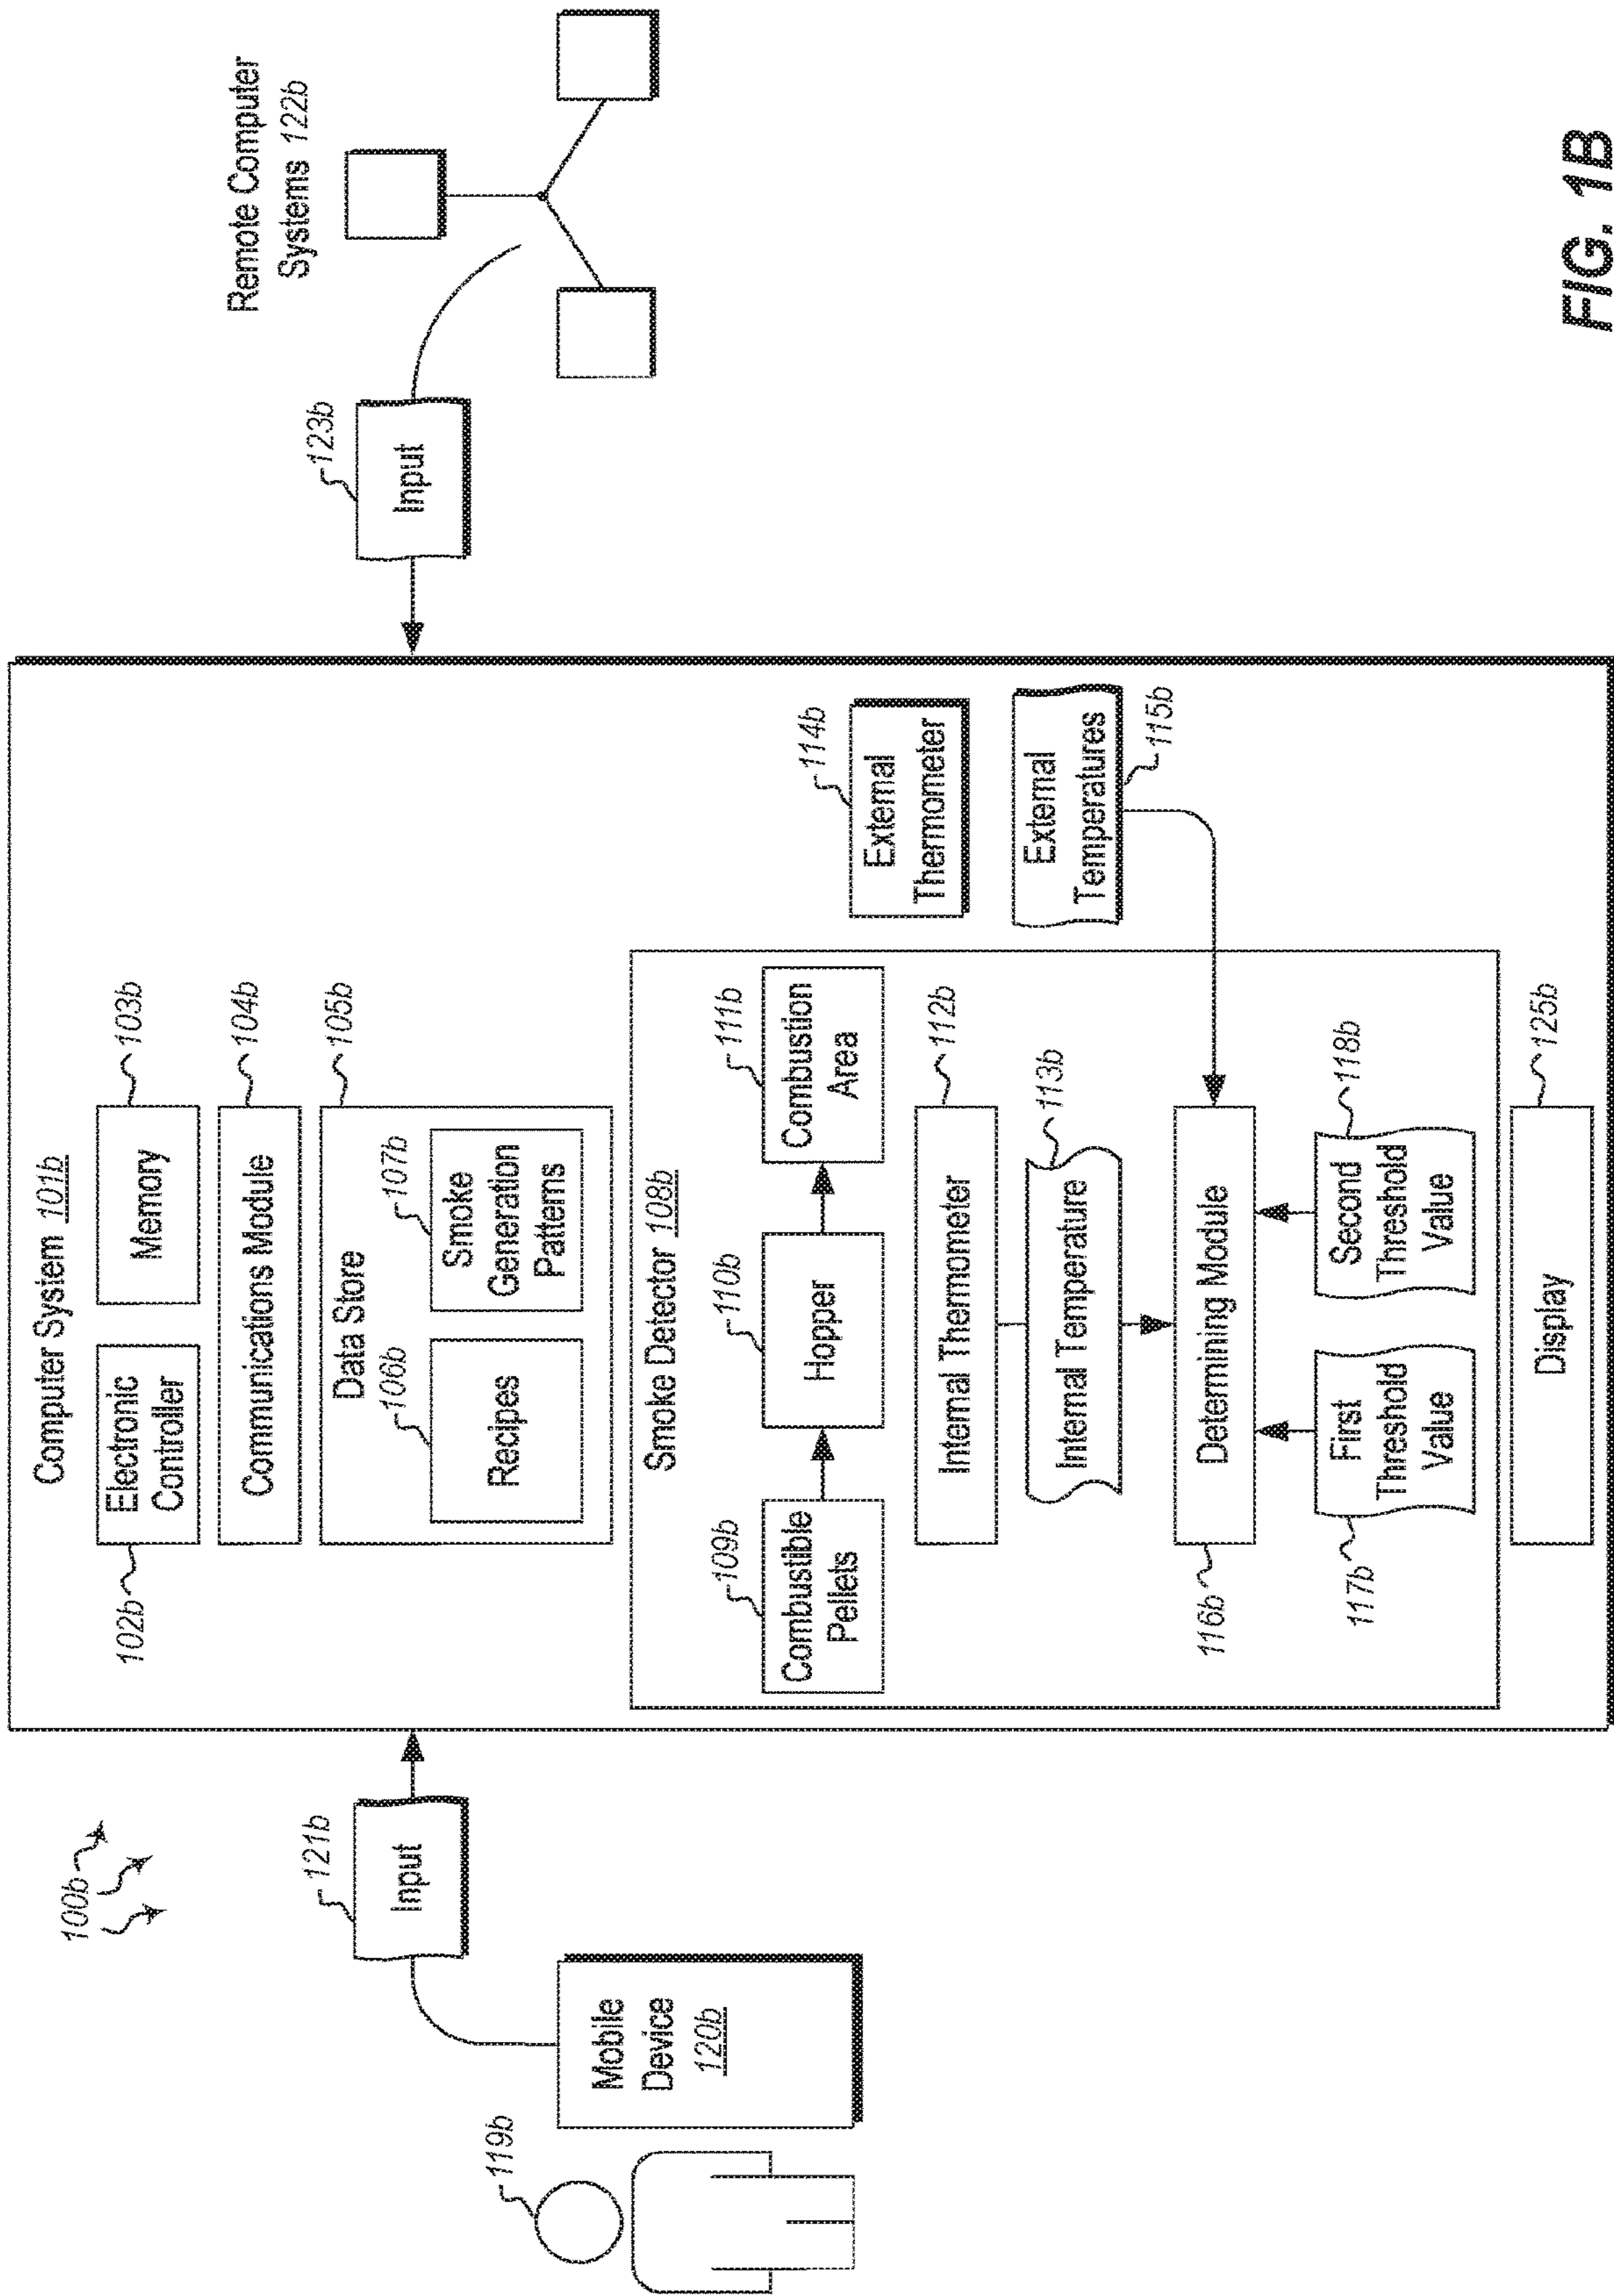 100b
119b
Mobile
Device
120b
121b
Input
Computer System 101b
102b
Electronic
Controller
Memory
103b
Communications Module
104b
Data Store
105b
106b
Recipes
107b
Smoke
Generation
Patterns
Smoke Detector 108b
109b
Combustible
Pellets
110b
Hopper
111b
Combustion
Area
Internal Thermometer
112b
Internal Temperature
113b
114b
External
Thermometer
External
Temperatures
115b
Determining Module
116b
117b
First
Threshold
Value
118b
Second
Threshold
Value
Display
125b
123b
Input
Remote Computer
Systems 122b
FIG. 1B